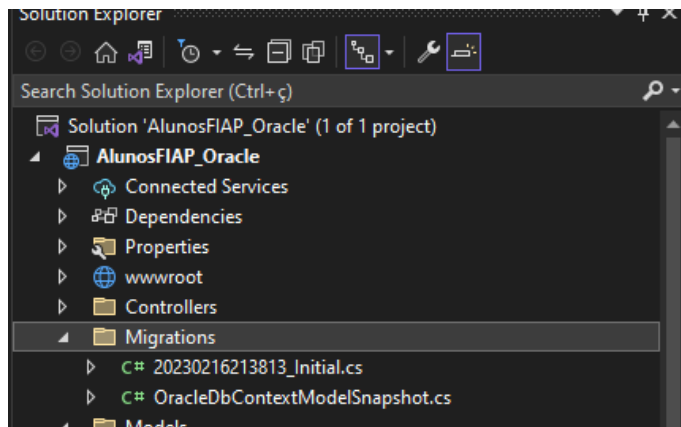 Solution Explorer
Search Solution Explorer (Ctrl+ç)
Solution 'AlunosFIAP_Oracle' (1 of 1 project)
AlunosFIAP_Oracle
Connected Services
Dependencies
Properties
wwwroot
Controllers
Migrations
C# 20230216213813_Initial.cs
C# OracleDbContextModelSnapshot.cs
Models